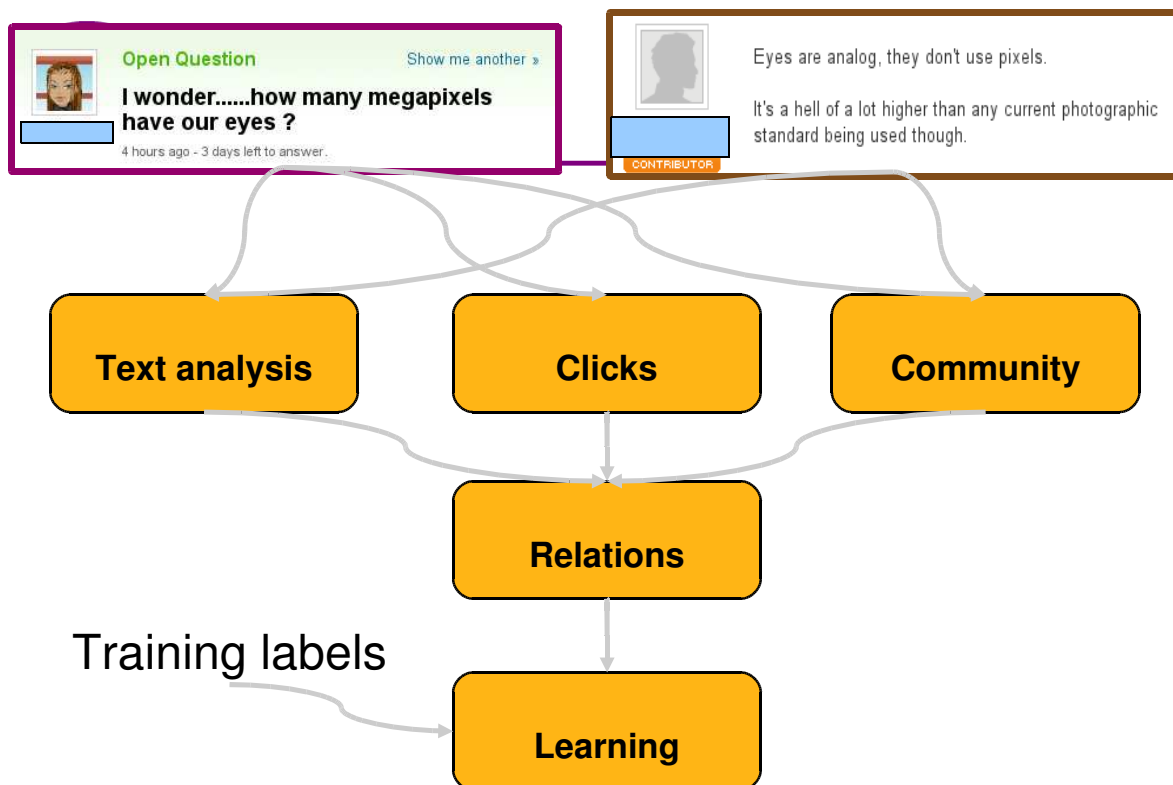 Open Question
Show me another »
I wonder......how many megapixels
have our eyes ?
4 hours ago - 3 days left to answer.
Eyes are analog, they don't use pixels.
It's a hell of a lot higher than any current photographic
standard being used though.
CONTRIBUTOR
Text analysis
Clicks
Community
Relations
Training labels
Learning